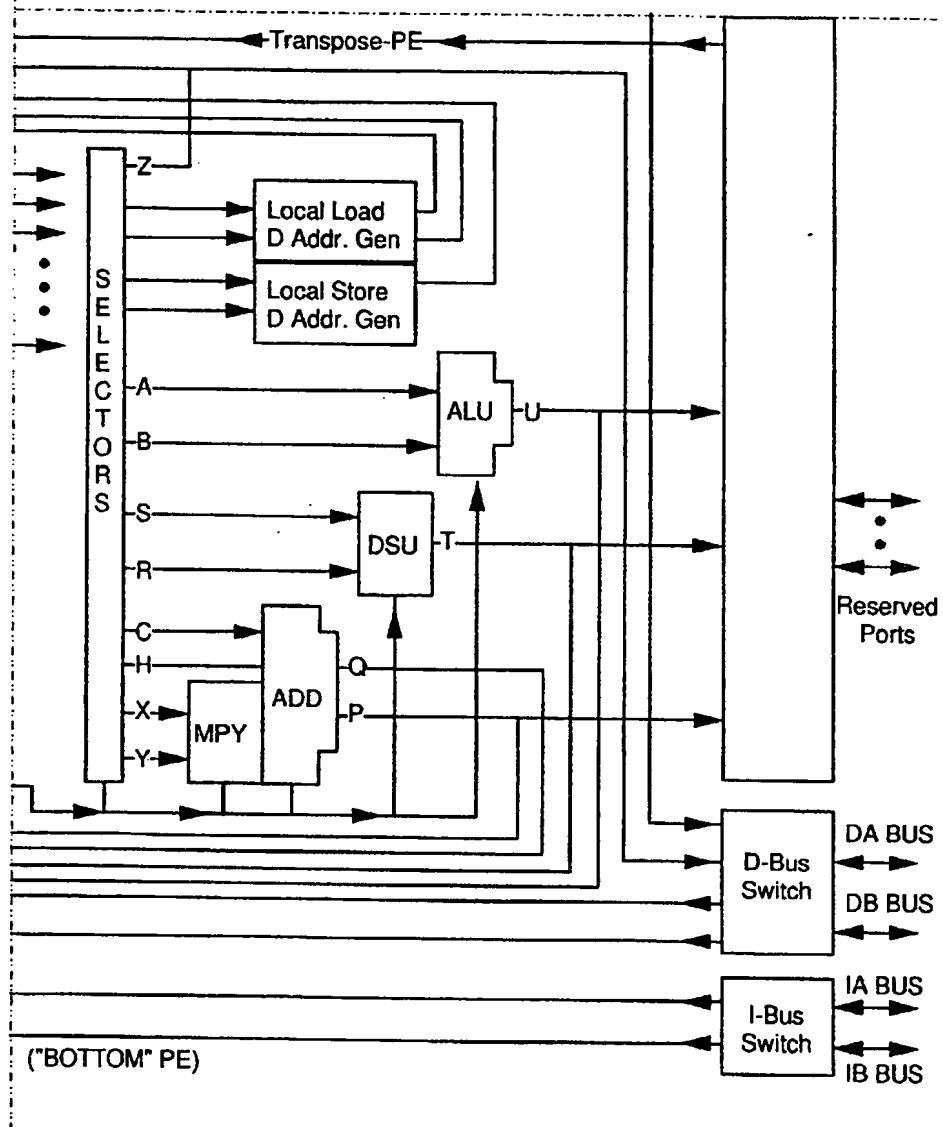 Transpose-PE
Z
Local Load
D Addr. Gen
Local Store
D Addr. Gen
SELECTORS
A
B
ALU
U
S
R
DSU
T
Reserved
Ports
C
H
X
Y
MPY
ADD
Q
P
D-Bus
Switch
DA BUS
DB BUS
I-Bus
Switch
IA BUS
IB BUS
("BOTTOM" PE)